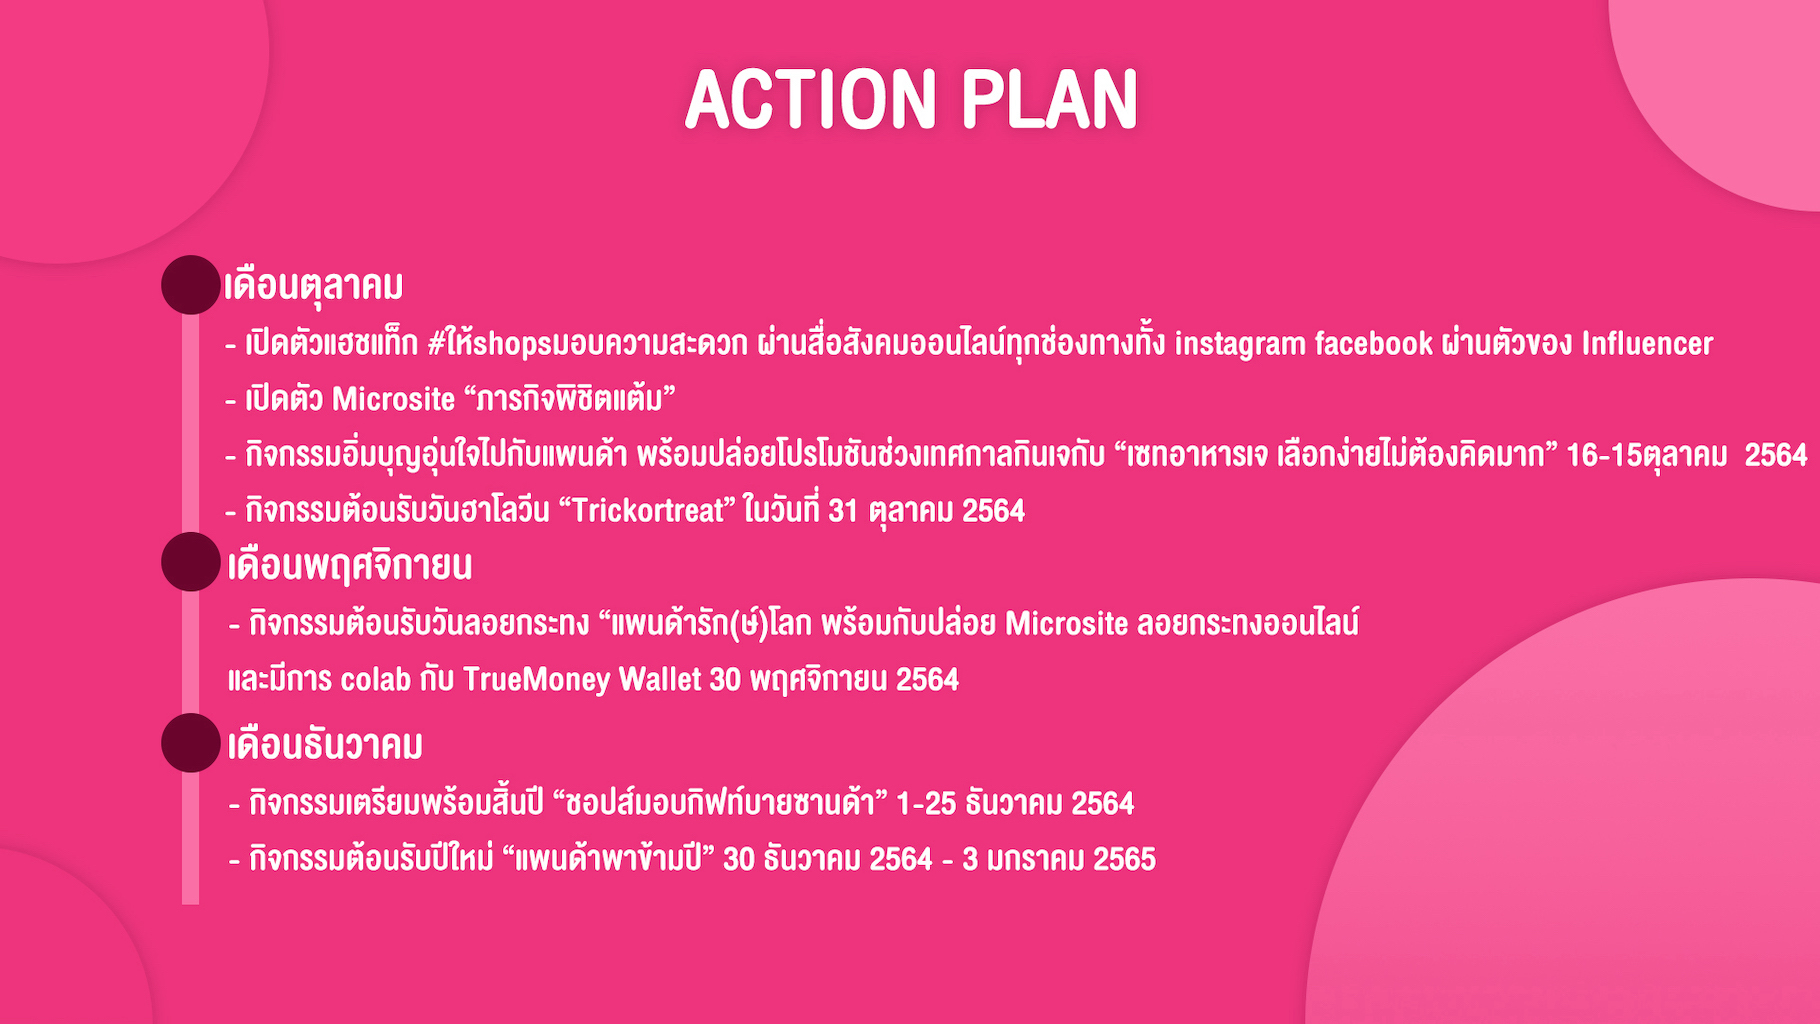 ACTION PLAN
เดือนตุลาคม
- เปิดตัวแฮชแท็ก #ให้shopsมอบความสะดวก ผ่านสื่อสังคมออนไลน์ทุกช่องทางทั้ง instagram facebook ผ่านตัวของ Influencer
- เปิดตัว Microsite “ภารกิจพิชิตแต้ม”
- กิจกรรมอิ่มบุญอุ่นใจไปกับแพนด้า พร้อมปล่อยโปรโมชันช่วงเทศกาลกินเจกับ “เซทอาหารเจ เลือกง่ายไม่ต้องคิดมาก” 16-15ตุลาคม  2564
- กิจกรรมต้อนรับวันฮาโลวีน “Trickortreat” ในวันที่ 31 ตุลาคม 2564
เดือนพฤศจิกายน
- กิจกรรมต้อนรับวันลอยกระทง “แพนด้ารัก(ษ์)โลก พร้อมกับปล่อย Microsite ลอยกระทงออนไลน์
และมีการ colab กับ TrueMoney Wallet 30 พฤศจิกายน 2564
เดือนธันวาคม
- กิจกรรมเตรียมพร้อมสิ้นปี “ชอปส์มอบกิฟท์บายซานด้า” 1-25 ธันวาคม 2564
- กิจกรรมต้อนรับปีใหม่ “แพนด้าพาข้ามปี” 30 ธันวาคม 2564 - 3 มกราคม 2565